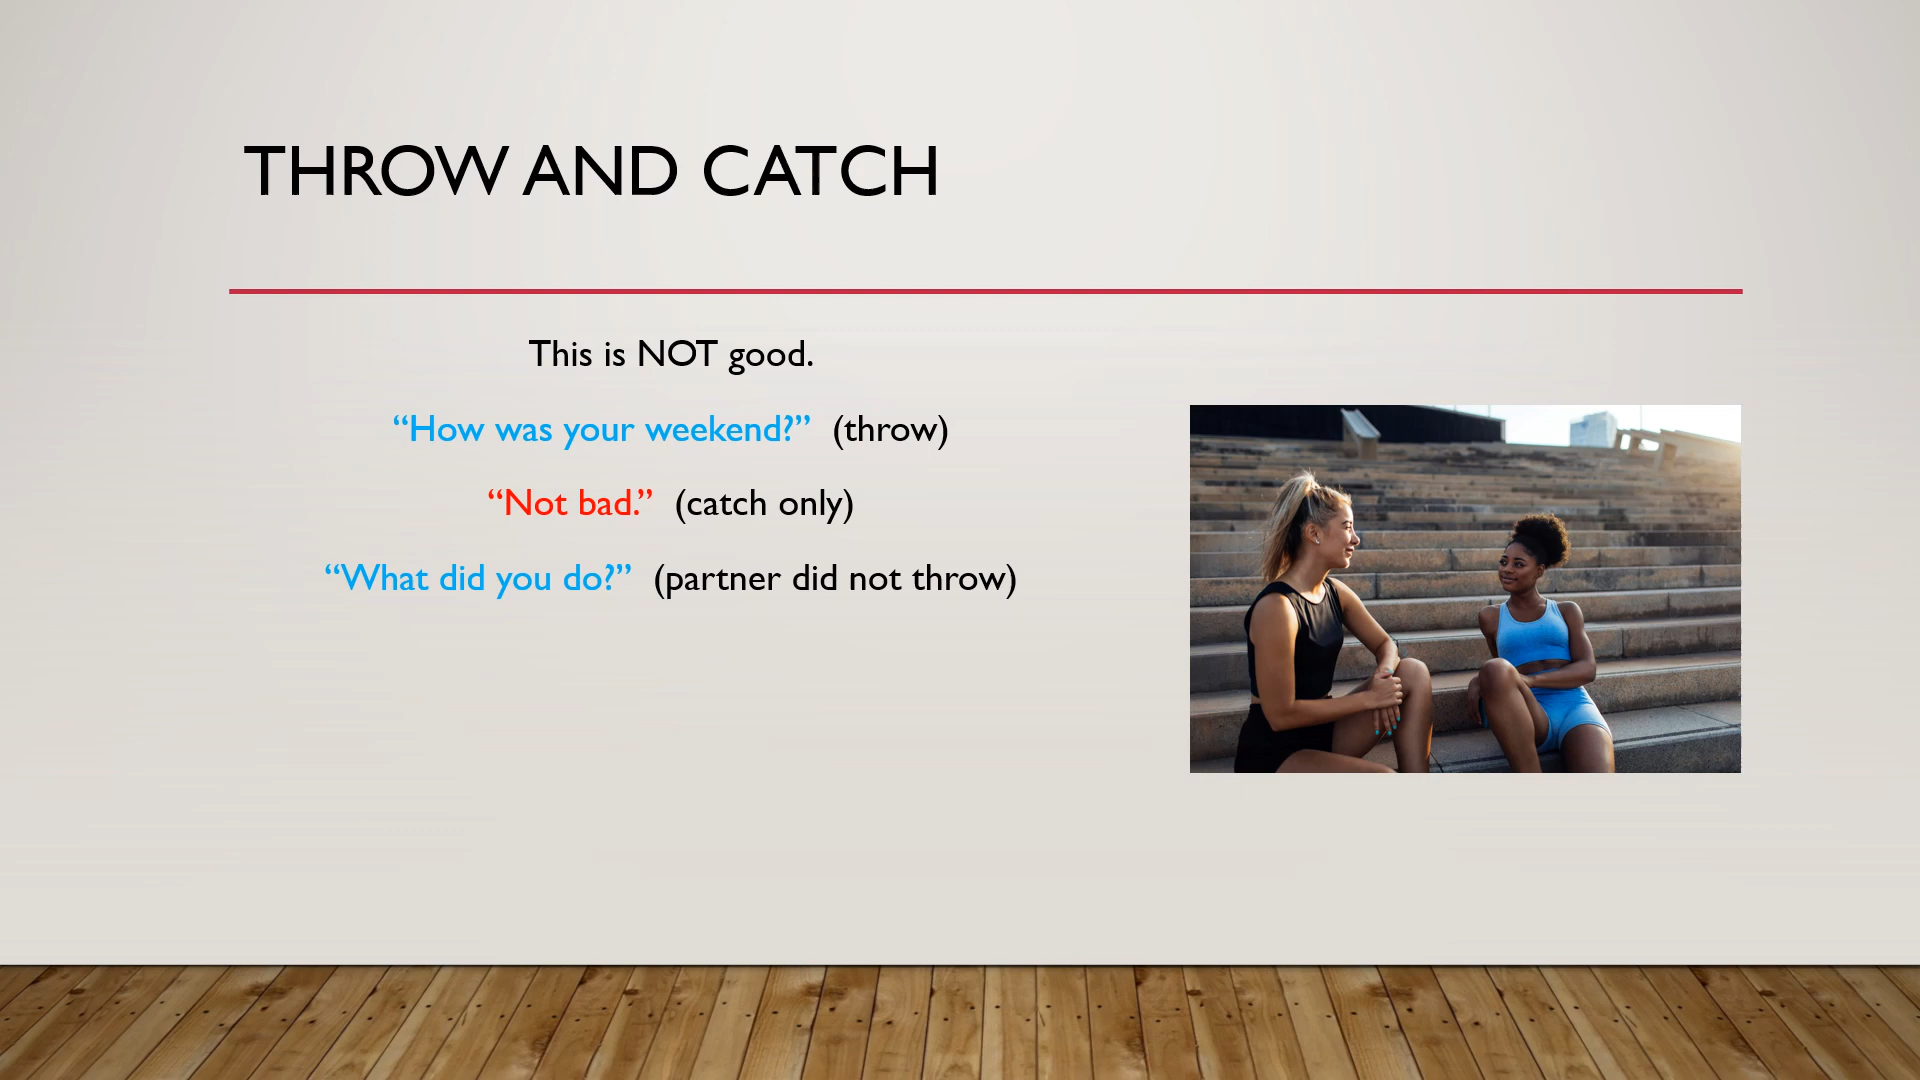 THROW AND CATCH
This is NOT good.
“How was your weekend?” (throw)
“Not bad.” (catch only)
“What did you do?” (partner did not throw)